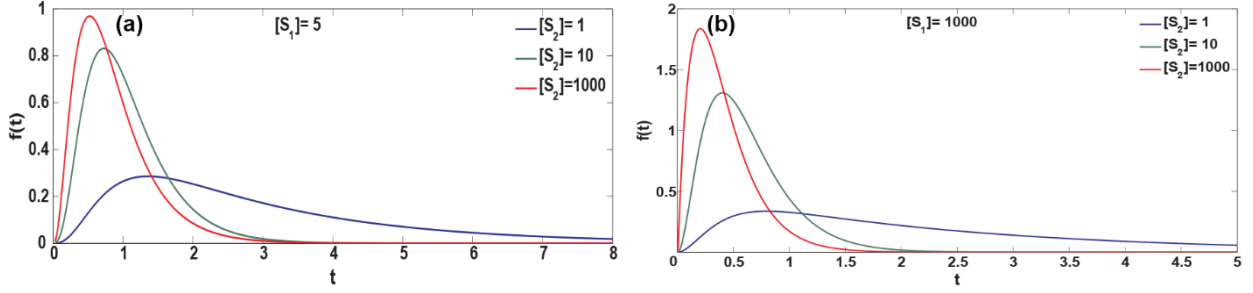 (a)
[S1]= 5
[S2]= 1
[S2]= 10
[S2]=1000
f(t)
1
0.8
0.6
0.4
0.2
0
0 1 2 3 4 5 6 7 8
t
(b)
[S1]= 1000
[S2]= 1
[S2]= 10
[S2]=1000
f(t)
2
1.5
1
0.5
0
0 0.5 1 1.5 2 2.5 3 3.5 4 4.5 5
t